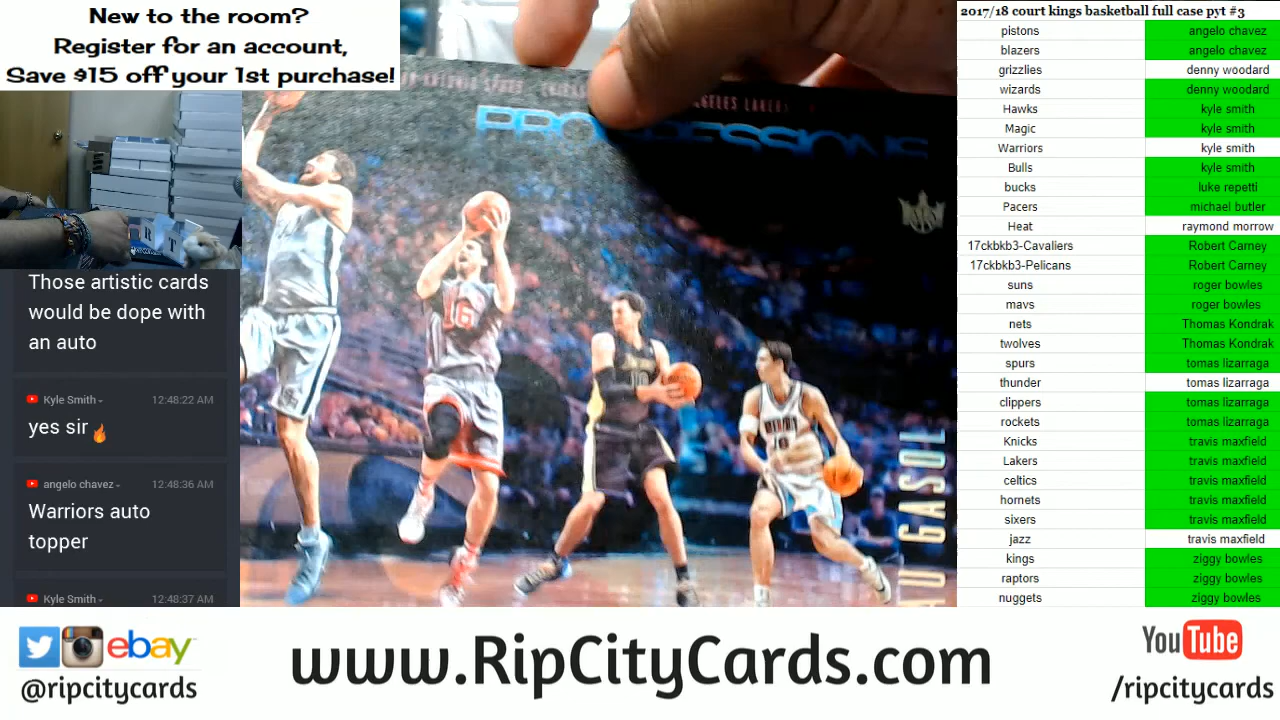 New to the room?
Register for an account,
Save $15 off your 1st purchase!
Those artistic cards
would be dope with
an auto
Kyle Smith
12:48:22 AM
yes sir🔥
angelo chavez
12:48:36 AM
Warriors auto
topper
Kyle Smith
12:48:37 AM
PRO ESSIONS
16
GASOL
R T
2017/18 court kings basketball full case pyt #3
pistons angelo chavez
blazers angelo chavez
grizzlies denny woodard
wizards denny woodard
Hawks kyle smith
Magic kyle smith
Warriors kyle smith
Bulls kyle smith
bucks luke repetti
Pacers michael butler
Heat raymond morrow
17ckbkb3-Cavaliers Robert Carney
17ckbkb3-Pelicans Robert Carney
suns roger bowles
mavs roger bowles
nets Thomas Kondrak
twolves Thomas Kondrak
spurs tomas lizarraga
thunder tomas lizarraga
clippers tomas lizarraga
rockets tomas lizarraga
Knicks travis maxfield
Lakers travis maxfield
celtics travis maxfield
hornets travis maxfield
sixers travis maxfield
jazz travis maxfield
kings ziggy bowles
raptors ziggy bowles
nuggets ziggy bowles
ebay
@ripcitycards
www.RipCityCards.com
YouTube
/ripcitycards